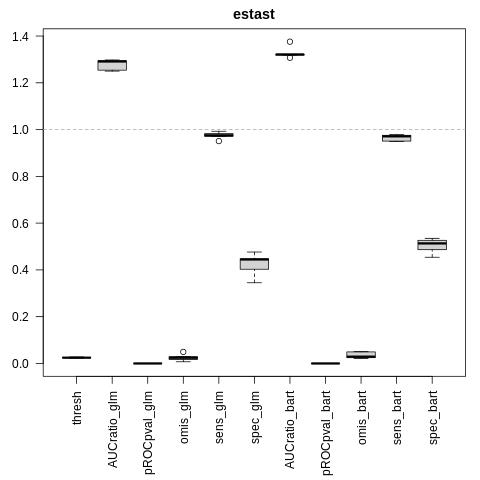 estast
1.4
1.2
1.0
0.8
0.6
0.4
0.2
0.0
thresh
AUCratio_glm
pROCpval_glm
omis_glm
sens_glm
spec_glm
AUCratio_bart
pROCpval_bart
omis_bart
sens_bart
spec_bart